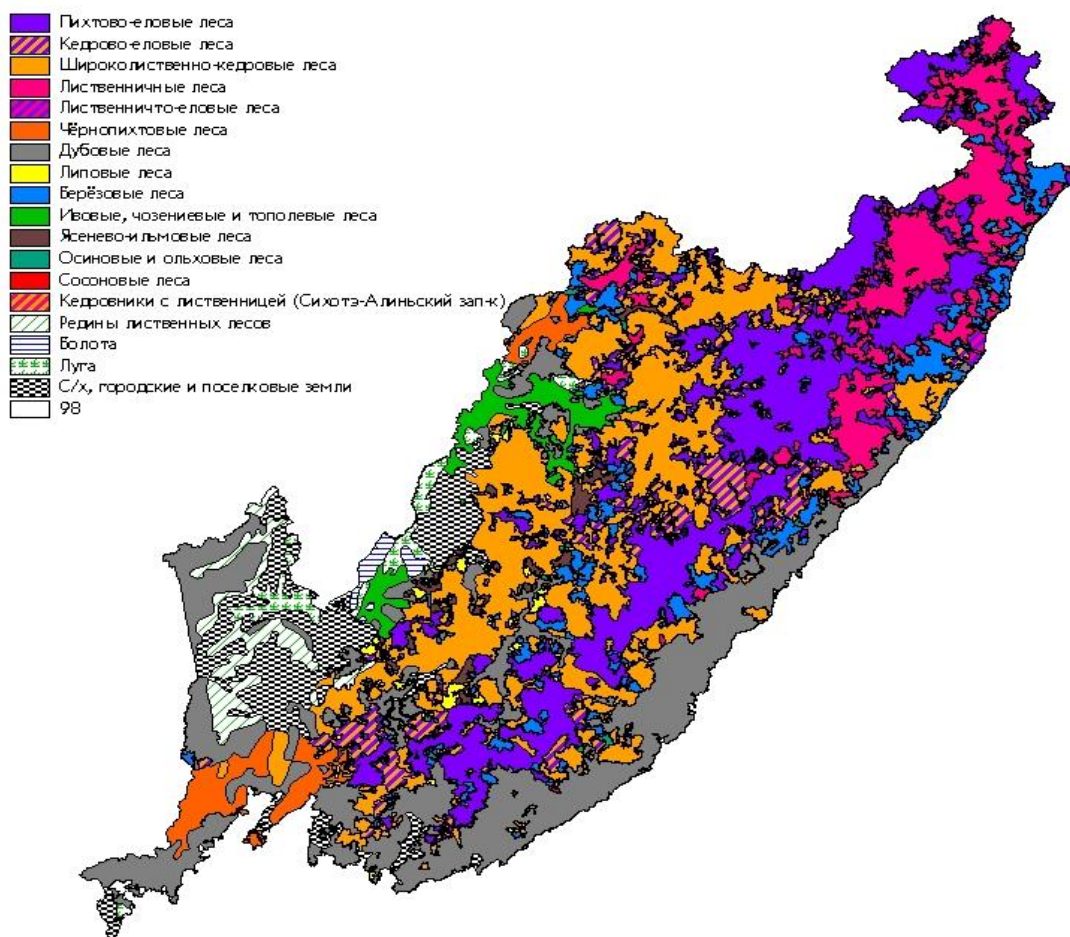 Пихтово-еловые леса
Кедрово-еловые леса
Широколиственно-кедровые леса
Лиственничные леса
Лиственничто-еловые леса
Чёрнопихтовые леса
Дубовые леса
Липовые леса
Берёзовые леса
Ивовые, чозениевые и тополевые леса
Ясенево-ильмовые леса
Осиновые и ольховые леса
Сосоновые леса
Кедровники с лиственницей (Сихотэ-Алиньский зап-к)
Редины лиственных лесов
Болота
Луга
С/х, городские и поселковые земли
98